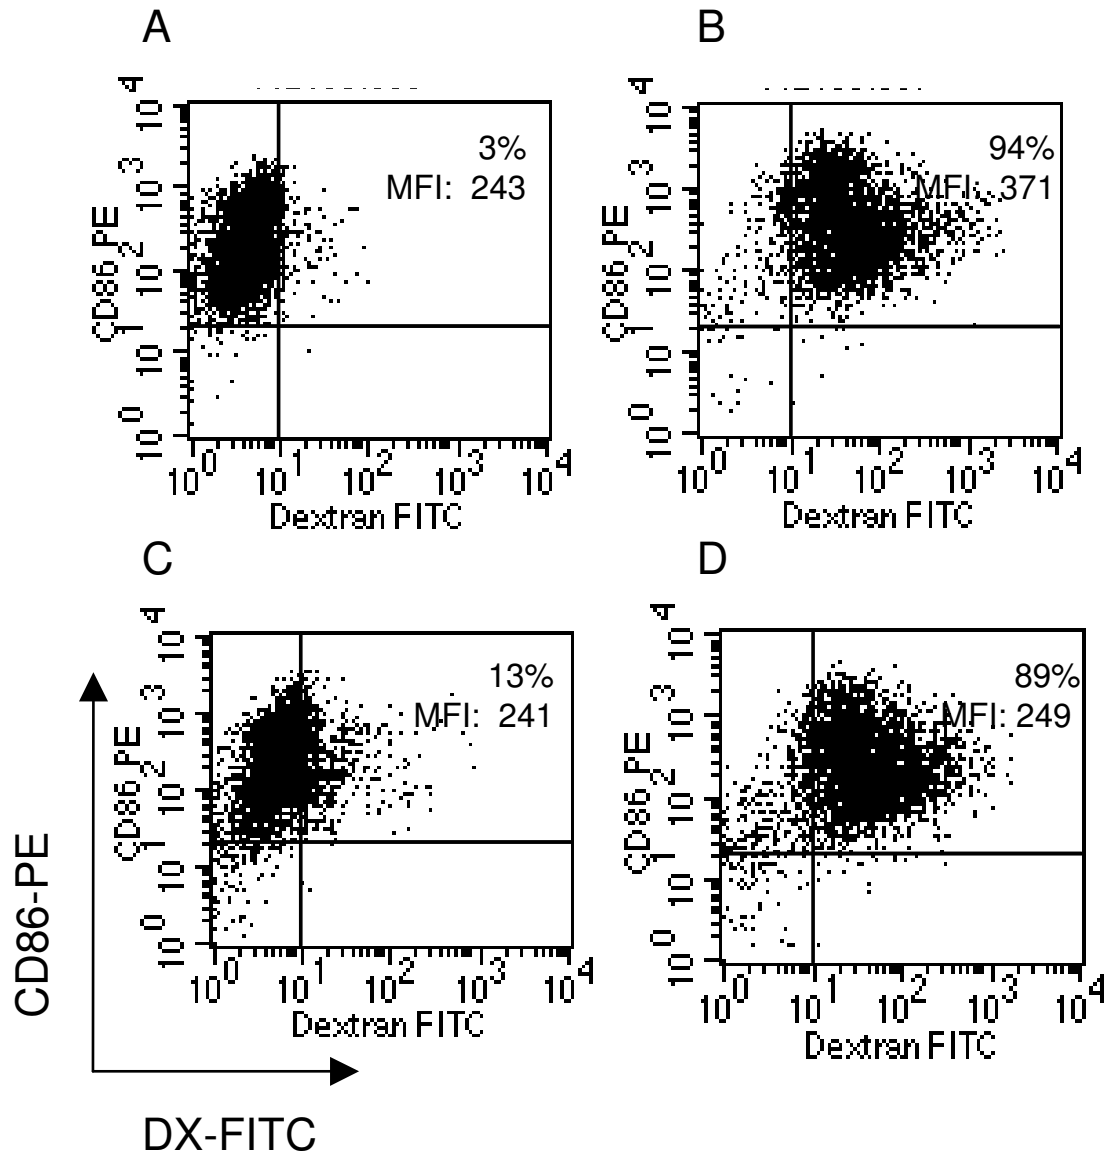 A
B
10^4
10^3
10^2
10^1
10^0
CD86 PE
3%
MFI: 243
10^0 10^1 10^2 10^3 10^4
Dextran FITC
10^4
10^3
10^2
10^1
10^0
CD86 PE
94%
MFI: 371
10^0 10^1 10^2 10^3 10^4
Dextran FITC
C
D
10^4
10^3
10^2
10^1
10^0
CD86 PE
13%
MFI: 241
10^0 10^1 10^2 10^3 10^4
Dextran FITC
10^4
10^3
10^2
10^1
10^0
CD86 PE
89%
MFI: 249
10^0 10^1 10^2 10^3 10^4
Dextran FITC
CD86-PE
DX-FITC